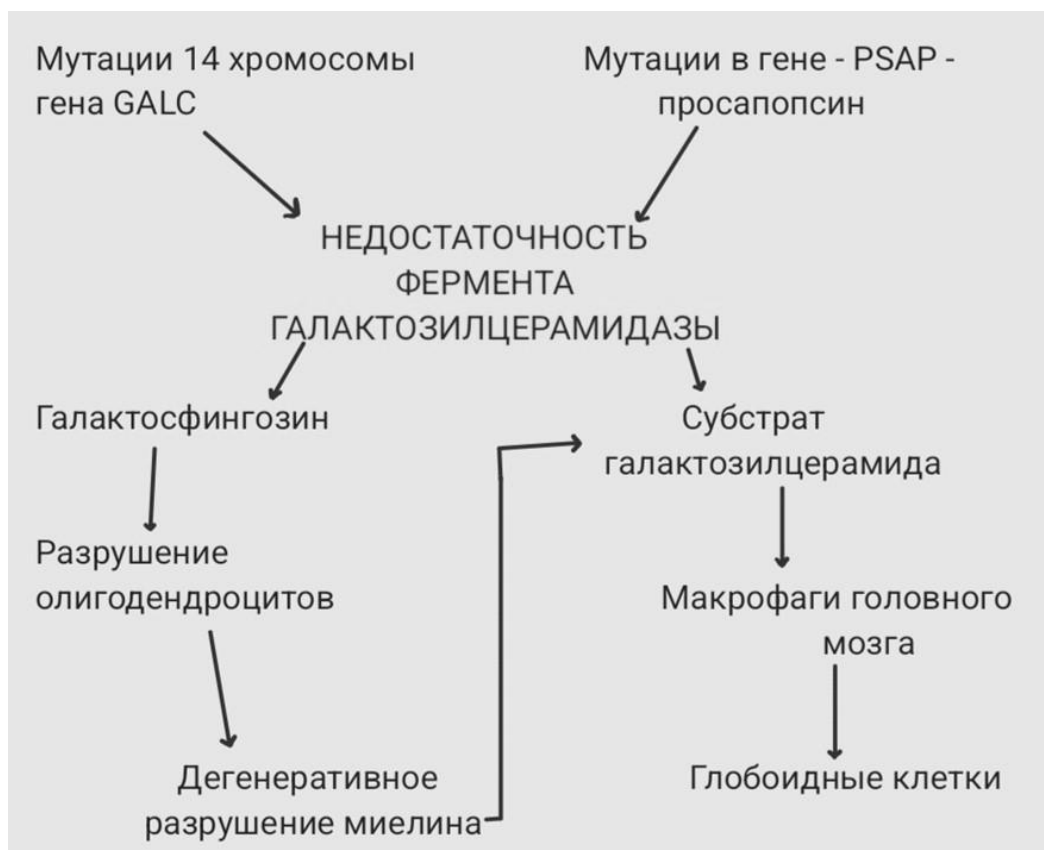 Мутации 14 хромосомы
гена GALC
Мутации в гене - PSAP -
просапопсин
НЕДОСТАТОЧНОСТЬ
ФЕРМЕНТА
ГАЛАКТОЗИЛЦЕРАМИДАЗЫ
Галактосфингозин
Субстрат
галактозилцерамида
Разрушение
олигодендроцитов
Макрофаги головного
мозга
Дегенеративное
разрушение миелина
Глобоидные клетки